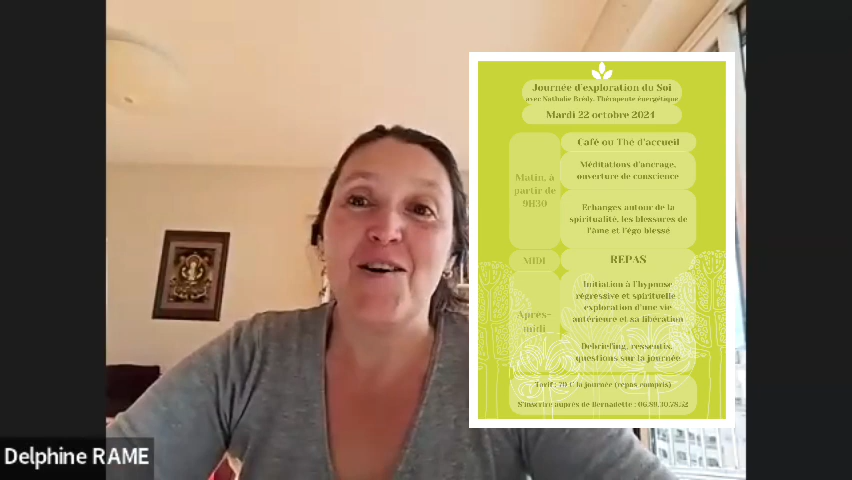 Journée d'exploration du Soi
avec Nathalie Brédy, Thérapeute énergétique
Mardi 22 octobre 2024
Matin, à
partir de
9H30
Café ou Thé d'accueil
Méditations d'ancrage,
ouverture de conscience
Echanges autour de la
spiritualité, les blessures de
l'âme et l'égo blessé
MIDI
REPAS
Après-
midi
Initiation à l'hypnose
régressive et spirituelle :
exploration d'une vie
antérieure et sa libération
Debriefing, ressentis,
questions sur la journée
Tarif : 70 € la journée (repas compris)
S'inscrire auprès de Bernadette : 06.89.30.78.52
Delphine RAME